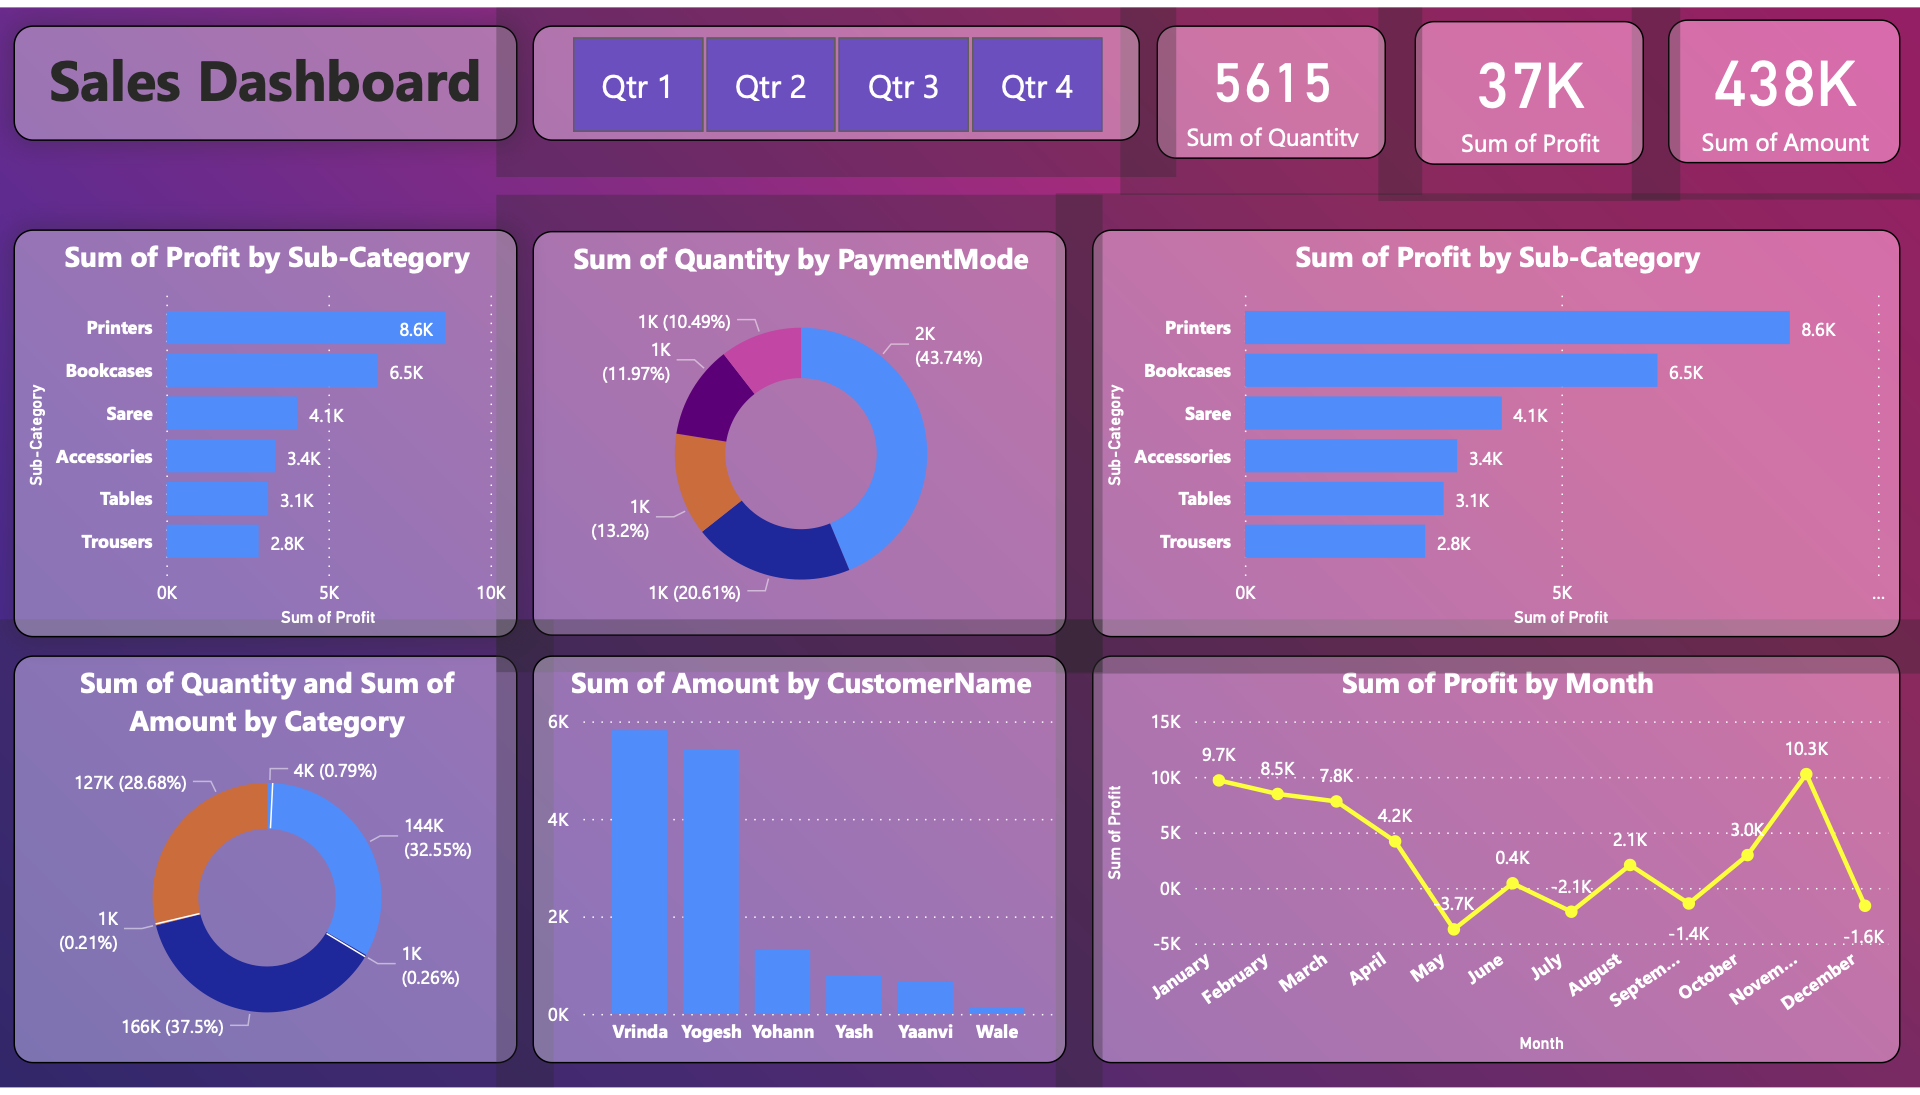 Sales Dashboard
Qtr 1
Qtr 2
Qtr 3
Qtr 4
5615
Sum of Quantity
37K
Sum of Profit
438K
Sum of Amount
Sum of Profit by Sub-Category
Sub-Category
Printers
8.6K
Bookcases
6.5K
Saree
4.1K
Accessories
3.4K
Tables
3.1K
Trousers
2.8K
0K
5K
10K
Sum of Profit
Sum of Quantity by PaymentMode
1K (10.49%)
2K
(43.74%)
1K
(11.97%)
1K
(13.2%)
1K (20.61%)
Sum of Profit by Sub-Category
Sub-Category
Printers
8.6K
Bookcases
6.5K
Saree
4.1K
Accessories
3.4K
Tables
3.1K
Trousers
2.8K
0K
5K
...
Sum of Profit
Sum of Quantity and Sum of
Amount by Category
4K (0.79%)
127K (28.68%)
144K
(32.55%)
1K
(0.21%)
1K
(0.26%)
166K (37.5%)
Sum of Amount by CustomerName
6K
4K
2K
0K
Vrinda
Yogesh
Yohann
Yash
Yaanvi
Wale
Sum of Profit by Month
Sum of Profit
15K
10K
5K
0K
-5K
9.7K
8.5K
7.8K
4.2K
-3.7K
0.4K
-2.1K
2.1K
-1.4K
3.0K
10.3K
-1.6K
January
February
March
April
May
June
July
August
Septem...
October
Novem...
December
Month